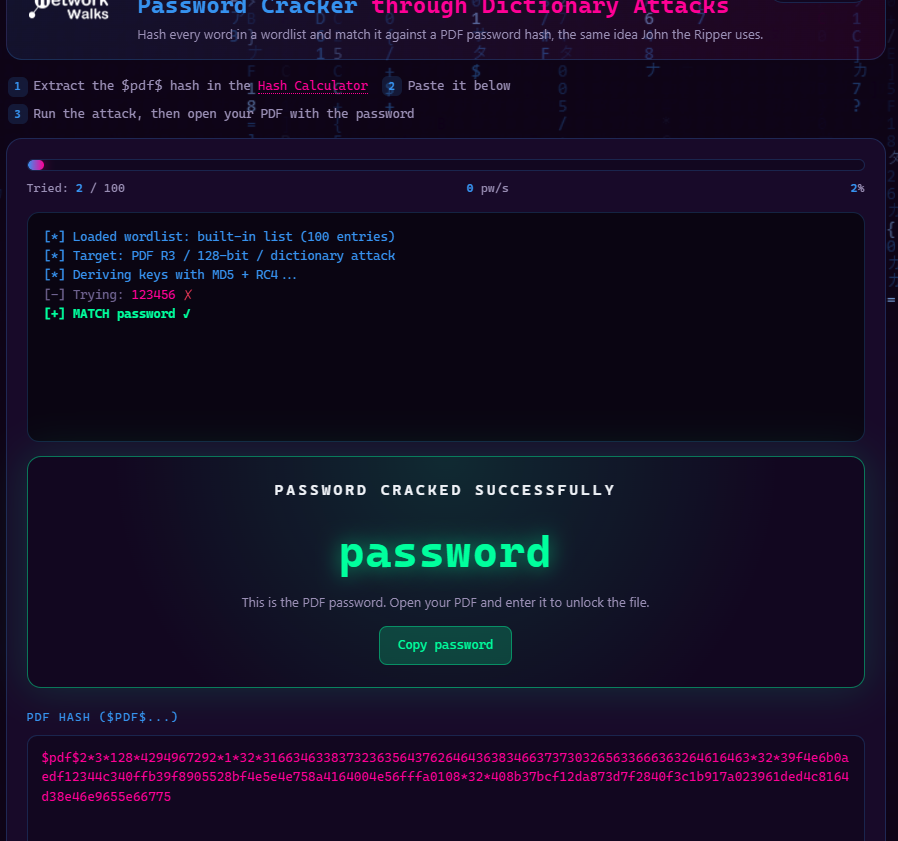 Network
Walks
Password Cracker through Dictionary Attacks
Hash every word in a wordlist and match it against a PDF password hash, the same idea John the Ripper uses.
1 Extract the $pdf$ hash in the Hash Calculator 2 Paste it below
3 Run the attack, then open your PDF with the password
Tried: 2 / 100 0 pw/s 2%
[*] Loaded wordlist: built-in list (100 entries)
[*] Target: PDF R3 / 128-bit / dictionary attack
[*] Deriving keys with MD5 + RC4...
[-] Trying: 123456 ✗
[+] MATCH password ✓
PASSWORD CRACKED SUCCESSFULLY
password
This is the PDF password. Open your PDF and enter it to unlock the file.
Copy password
PDF HASH ($PDF$...)
$pdf$2*3*128*4294967292*1*32*31663463383732363564376264643638346637373032656336663632646164​63*32*39f4e6b0a
edf12344c340ffb39f8905528bf4e5e4e758a4164004e56fffa0108*32*408b37bcf12da873d7f2840f3c1b917a023961ded4c8164
d38e46e9655e66775